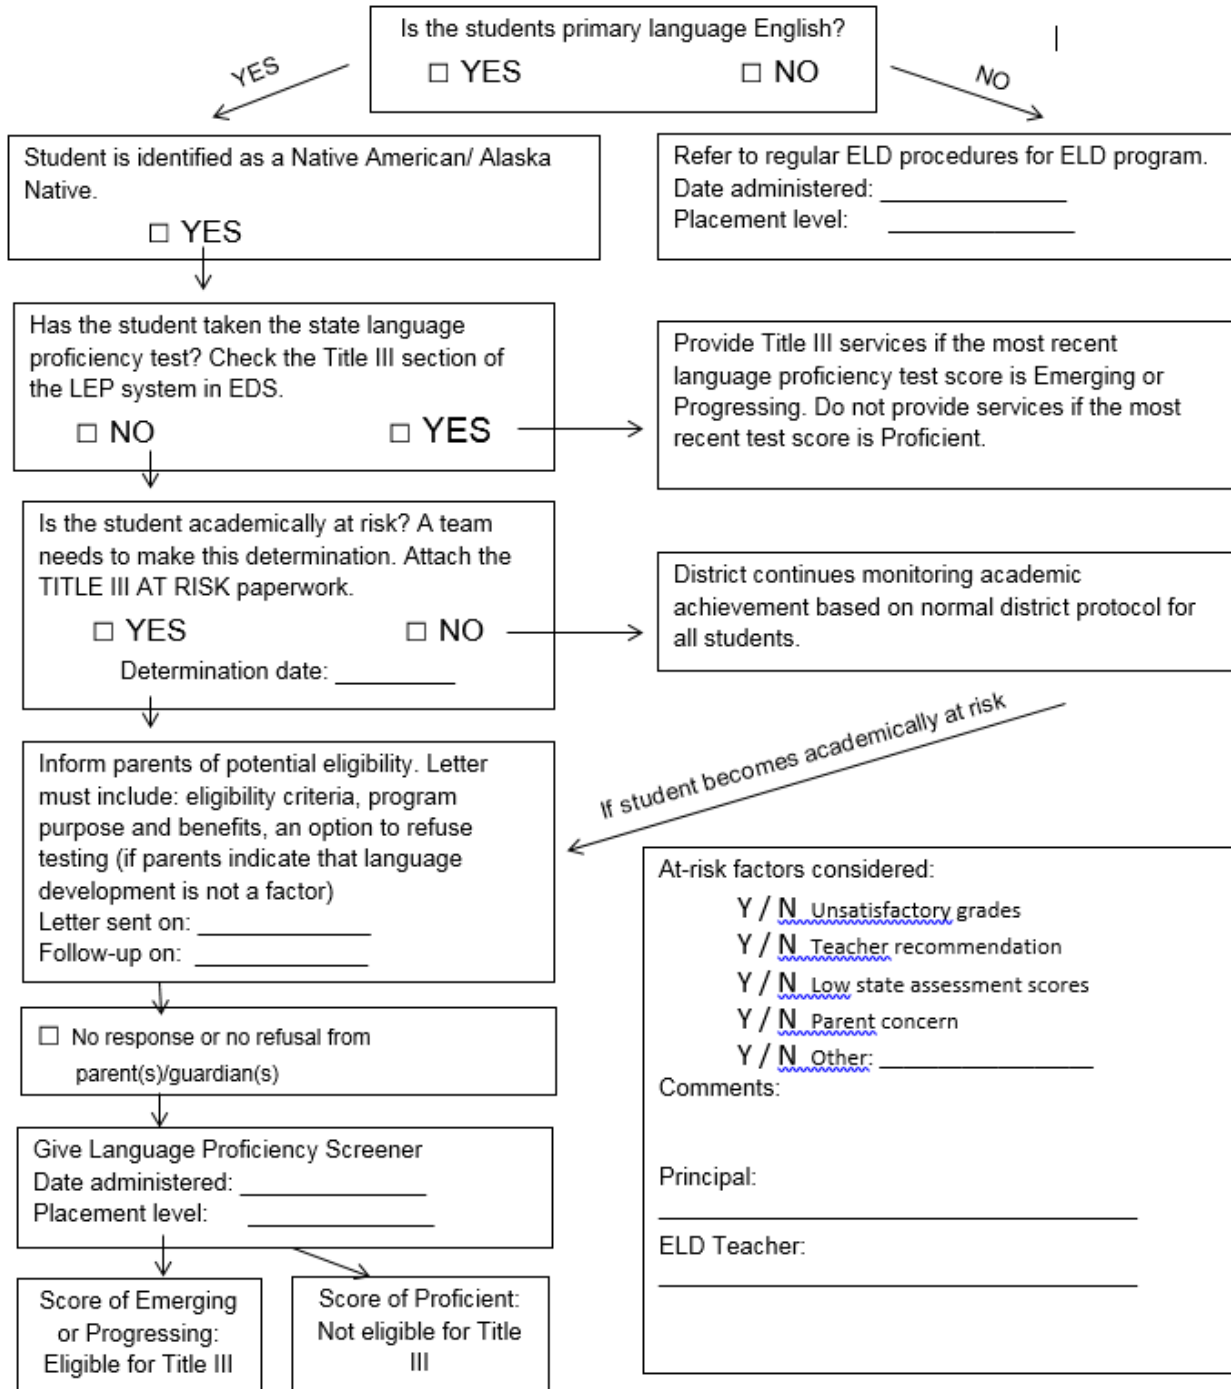 Is the students primary language English?
□ YES □ NO
YES
NO
Student is identified as a Native American/ Alaska
Native.
□ YES
Refer to regular ELD procedures for ELD program.
Date administered: ______________
Placement level: ______________
Has the student taken the state language
proficiency test? Check the Title III section of
the LEP system in EDS.
□ NO □ YES
Provide Title III services if the most recent
language proficiency test score is Emerging or
Progressing. Do not provide services if the most
recent test score is Proficient.
Is the student academically at risk? A team
needs to make this determination. Attach the
TITLE III AT RISK paperwork.
□ YES □ NO
Determination date: _________
District continues monitoring academic
achievement based on normal district protocol for
all students.
If student becomes academically at risk
Inform parents of potential eligibility. Letter
must include: eligibility criteria, program
purpose and benefits, an option to refuse
testing (if parents indicate that language
development is not a factor)
Letter sent on: _____________
Follow-up on: _____________
□ No response or no refusal from
parent(s)/guardian(s)
Give Language Proficiency Screener
Date administered: ______________
Placement level: ______________
Score of Emerging
or Progressing:
Eligible for Title III
Score of Proficient:
Not eligible for Title
III
At-risk factors considered:
Y / N Unsatisfactory grades
Y / N Teacher recommendation
Y / N Low state assessment scores
Y / N Parent concern
Y / N Other: __________________
Comments:
Principal:
____________________________________
ELD Teacher:
____________________________________